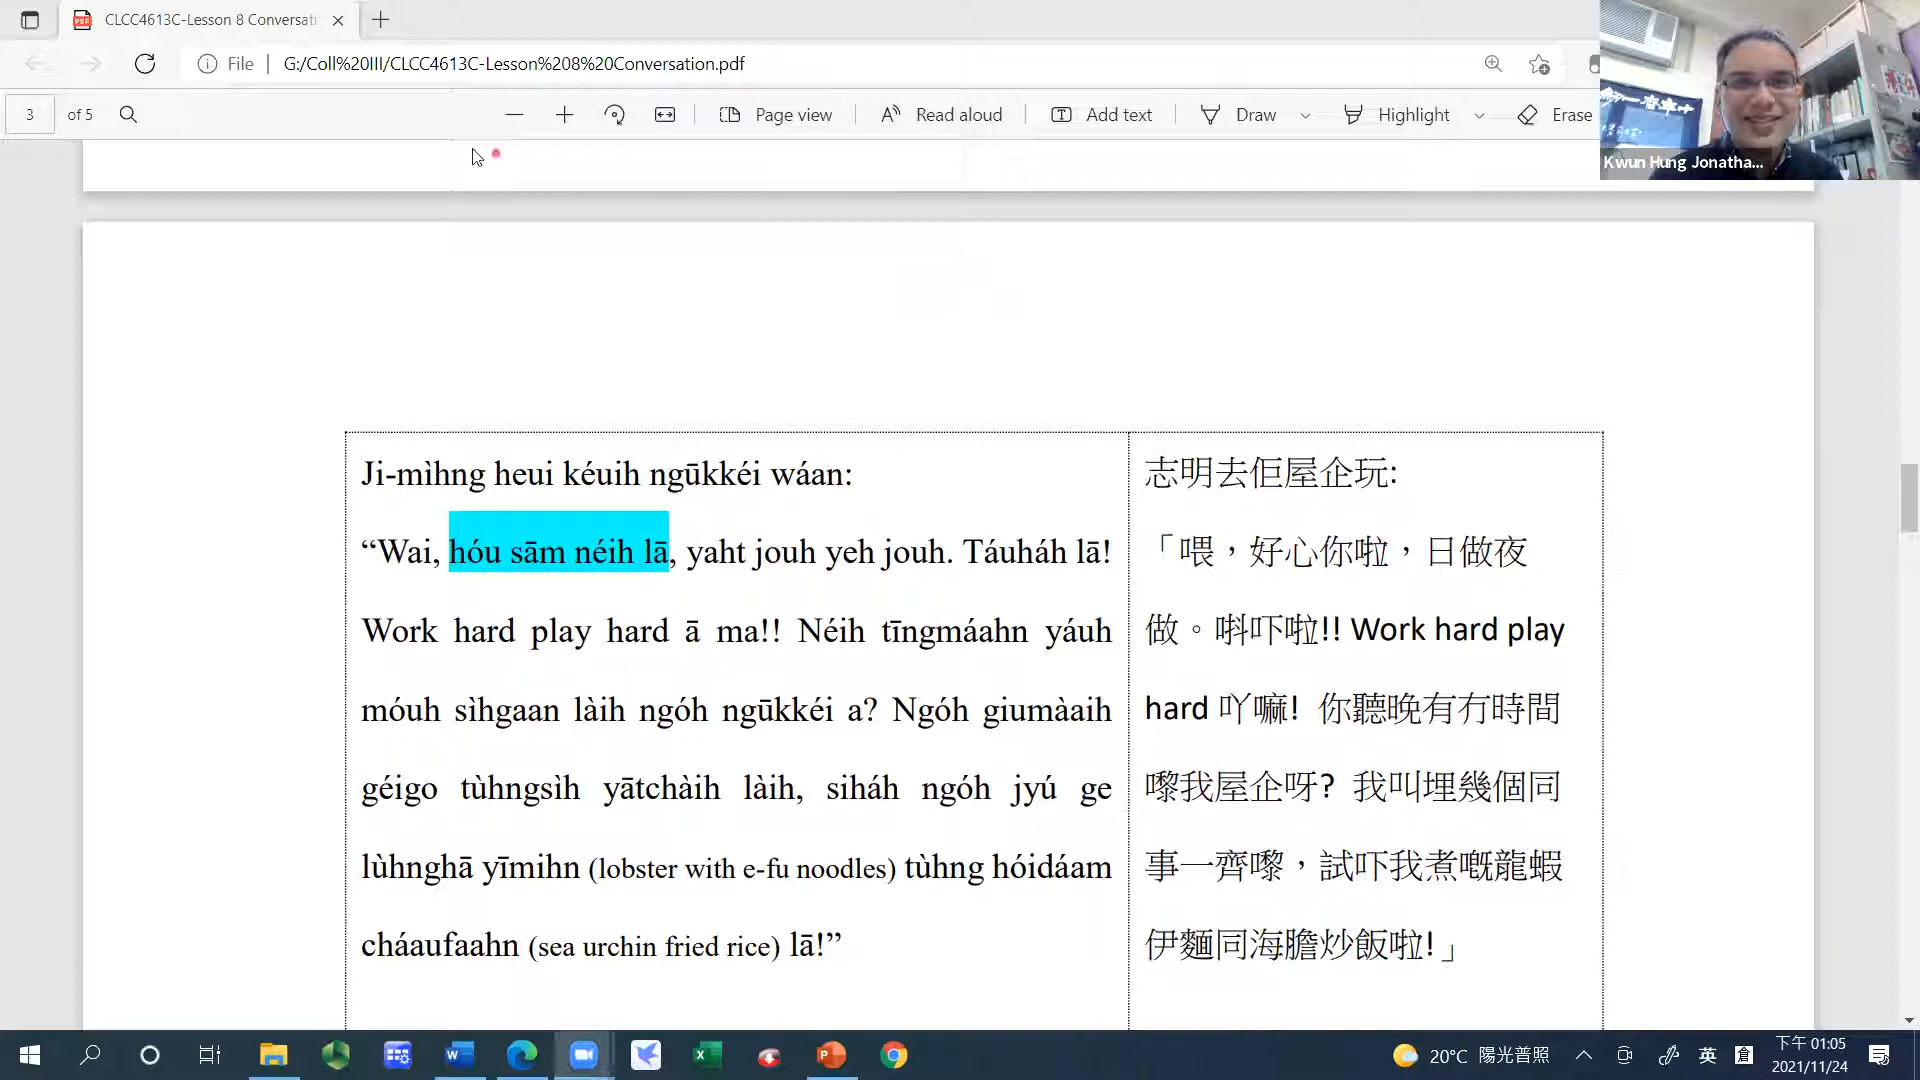 CLCC4613C-Lesson 8 Conversati
File
G:/Coll%20III/CLCC4613C-Lesson%208%20Conversation.pdf
3 of 5
Page view
Read aloud
Add text
Draw
Highlight
Erase
Kwun Hung Jonatha...
Ji-mìhng heui kéuih ngūkkéi wáan:
“Wai, hóu sām néih lā, yaht jouh yeh jouh. Táuháh lā!
Work hard play hard ā ma!! Néih tīngmáahn yáuh
móuh sìhgaan làih ngóh ngūkkéi a? Ngóh giumàaih
géigo tùhngsìh yātchàih làih, siháh ngóh jyú ge
lùhnghā yīmihn (lobster with e-fu noodles) tùhng hóidáam
cháaufaahn (sea urchin fried rice) lā!”
志明去佢屋企玩:
「喂，好心你啦，日做夜
做。唞吓啦!! Work hard play
hard 吖嘛! 你聽晚有冇時間
嚟我屋企呀? 我叫埋幾個同
事一齊嚟，試吓我煮嘅龍蝦
伊麵同海膽炒飯啦!」
20°C 陽光普照
英
倉
下午 01:05
2021/11/24